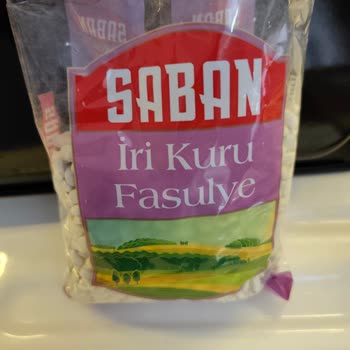 SABAN
İri Kuru
Fasulye